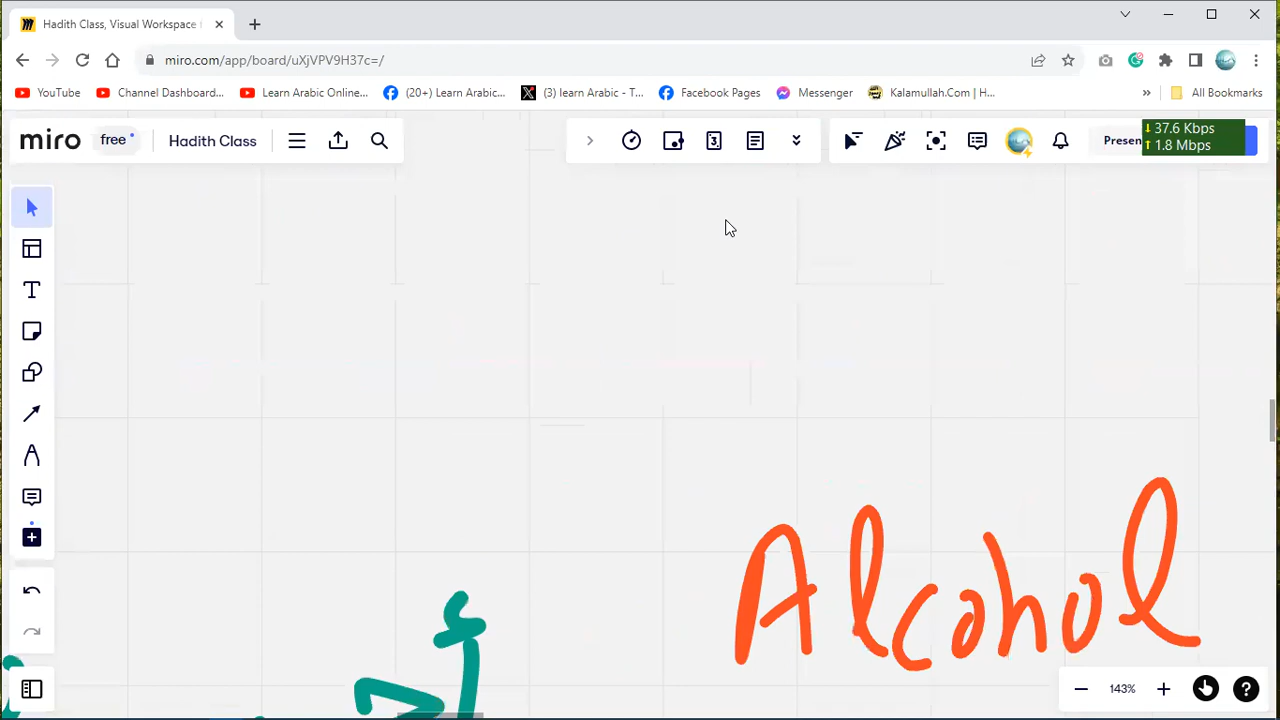 Hadith Class, Visual Workspace
miro.com/app/board/uXjVPV9H37c=/
YouTube Channel Dashboard... Learn Arabic Online... (20+) Learn Arabic... (3) learn Arabic - T... Facebook Pages Messenger Kalamullah.Com | H... » All Bookmarks
miro free Hadith Class 3 Presen 37.6 Kbps
1.8 Mbps
Alcohol
143% ?